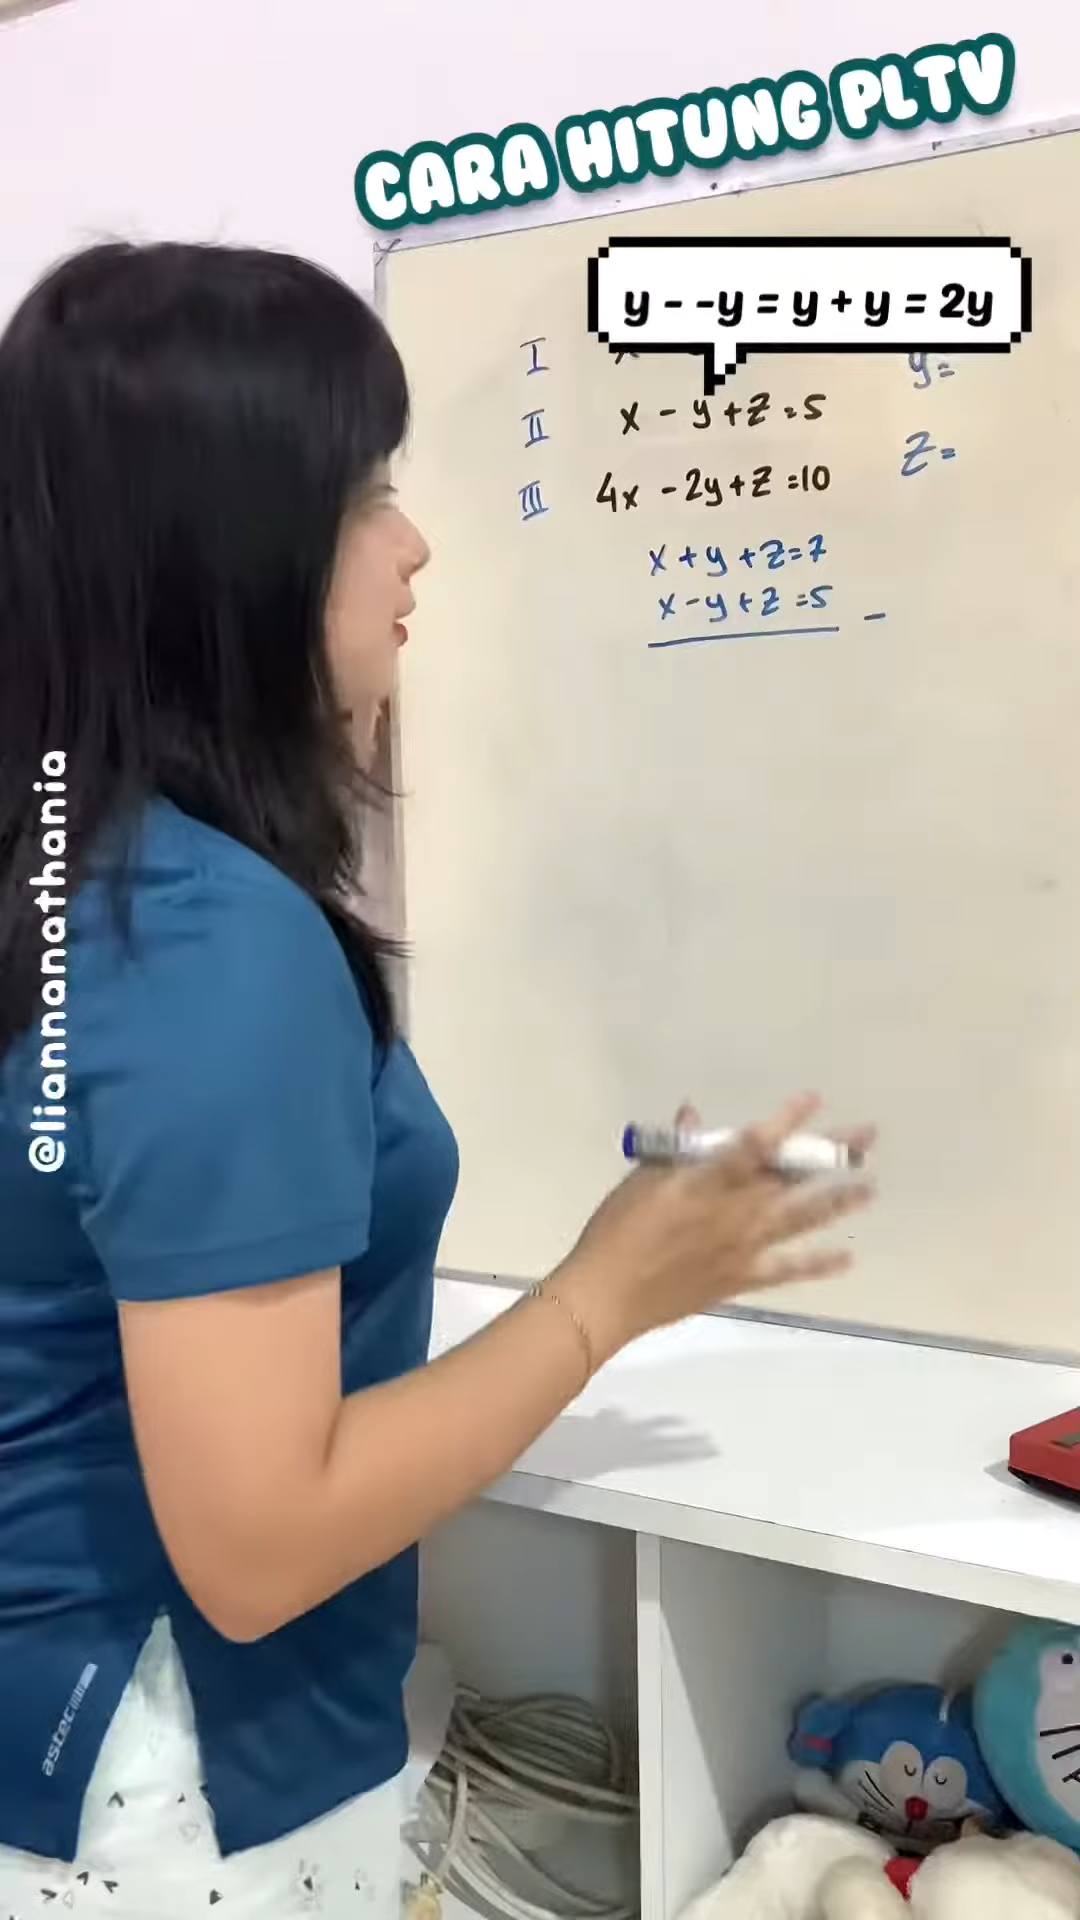 CARA HITUNG PLTV
y - -y = y + y = 2y
I
y=
II x - y + z = 5
z=
III 4x - 2y + z = 10
x + y + z = 7
x - y + z = 5 -
@liannanathania
astec